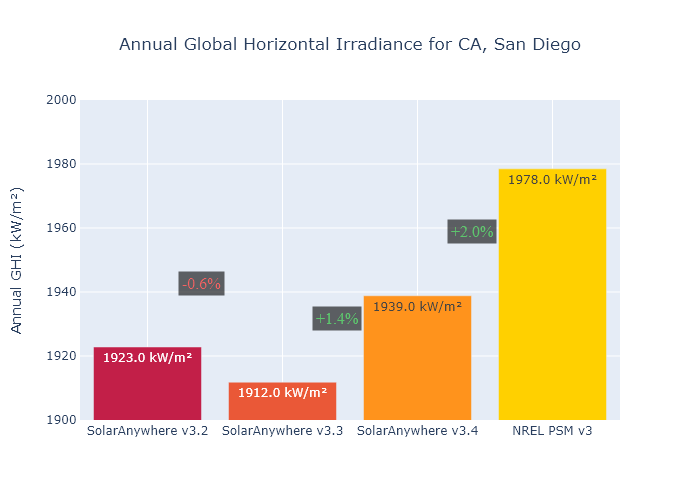 Annual Global Horizontal Irradiance for CA, San Diego
Annual GHI (kW/m²)
2000
1980
1960
1940
1920
1900
1923.0 kW/m²
1912.0 kW/m²
1939.0 kW/m²
1978.0 kW/m²
-0.6%
+1.4%
+2.0%
SolarAnywhere v3.2
SolarAnywhere v3.3
SolarAnywhere v3.4
NREL PSM v3